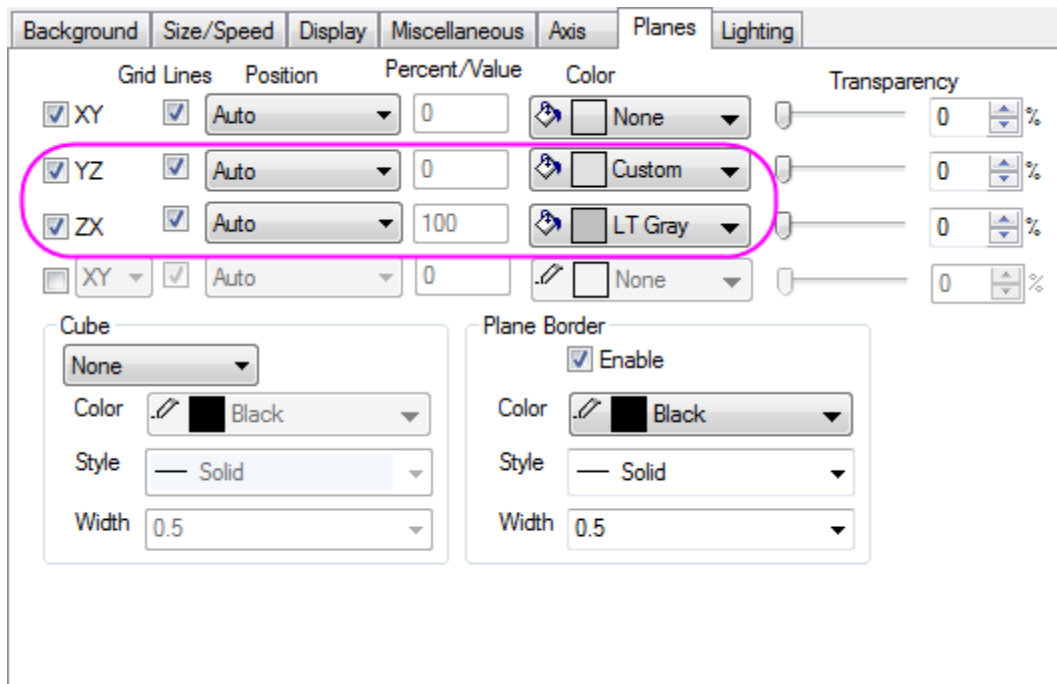 Background Size/Speed Display Miscellaneous Axis Planes Lighting
Grid Lines Position Percent/Value Color Transparency
XY Auto 0 None 0 %
YZ Auto 0 Custom 0 %
ZX Auto 100 LT Gray 0 %
XY Auto 0 None 0 %
Cube Plane Border
None Enable
Color Black Color Black
Style Solid Style Solid
Width 0.5 Width 0.5